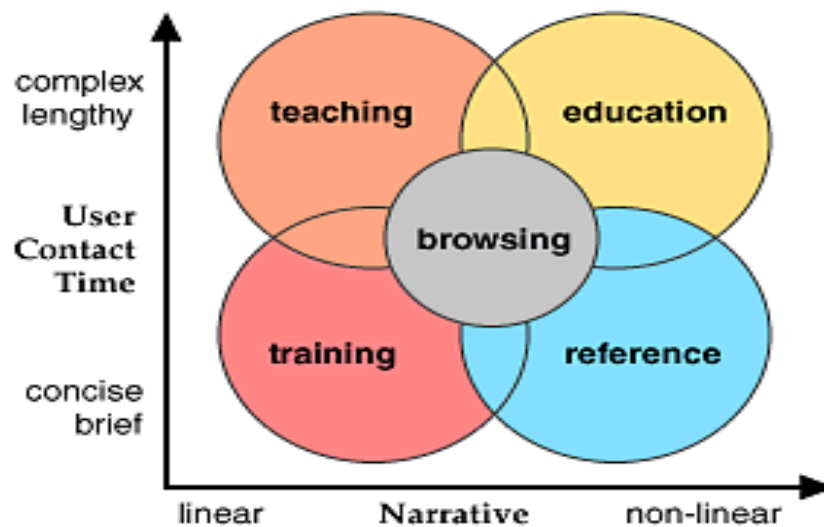 complex
lengthy
teaching
education
User
Contact
Time
browsing
training
reference
concise
brief
linear
Narrative
non-linear